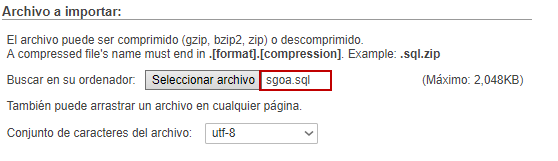 Archivo a importar:
El archivo puede ser comprimido (gzip, bzip2, zip) o descomprimido.
A compressed file's name must end in .[format].[compression]. Example: .sql.zip
Buscar en su ordenador: Seleccionar archivo sgoa.sql (Máximo: 2,048KB)
También puede arrastrar un archivo en cualquier página.
Conjunto de caracteres del archivo: utf-8